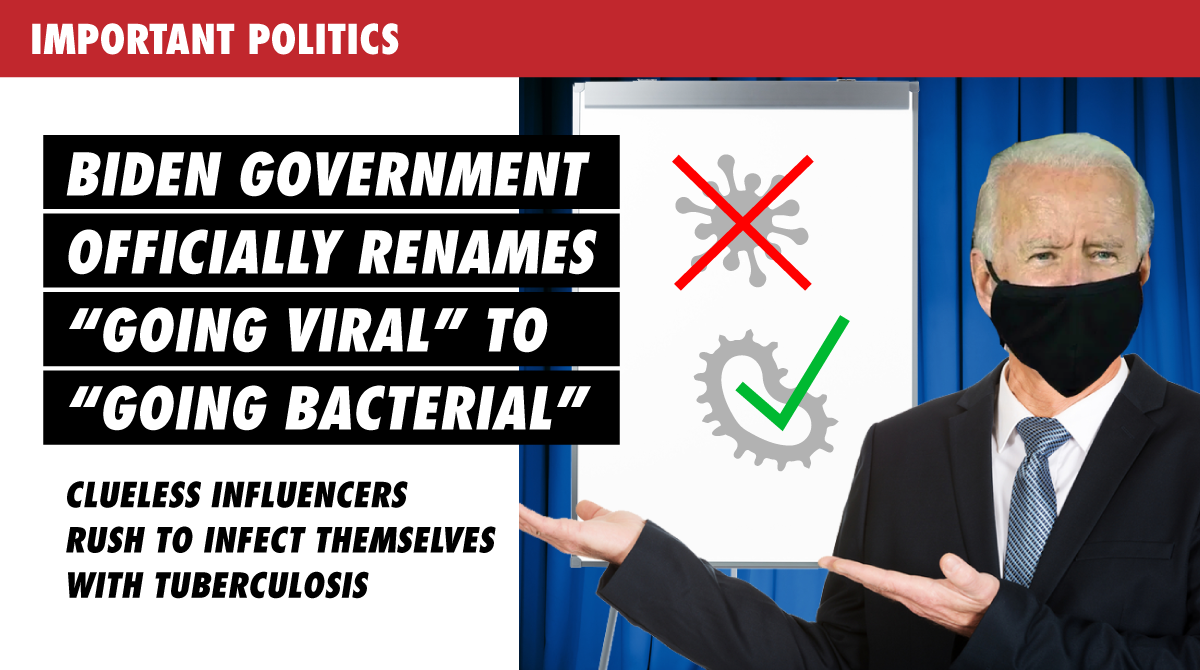 IMPORTANT POLITICS
BIDEN GOVERNMENT
OFFICIALLY RENAMES
“GOING VIRAL” TO
“GOING BACTERIAL”
CLUELESS INFLUENCERS
RUSH TO INFECT THEMSELVES
WITH TUBERCULOSIS